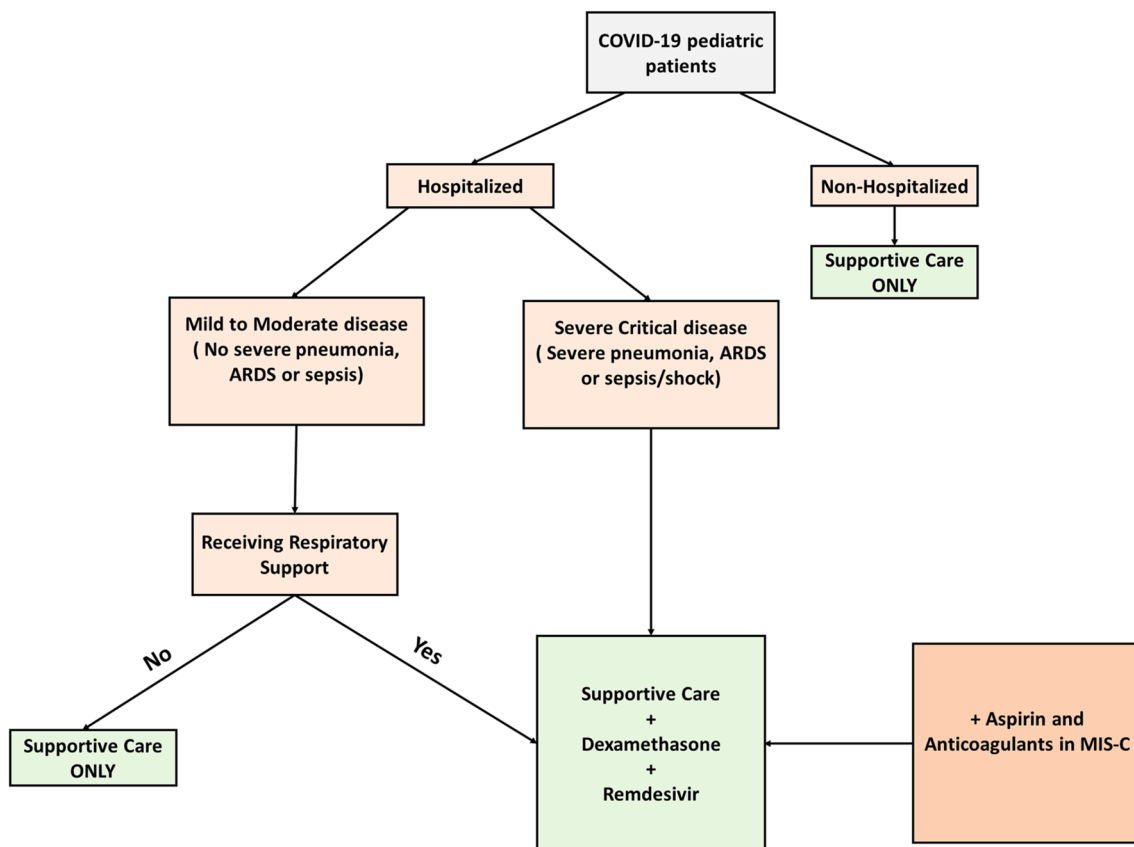 COVID-19 pediatric
patients
Hospitalized
Non-Hospitalized
Supportive Care
ONLY
Mild to Moderate disease
( No severe pneumonia,
ARDS or sepsis)
Severe Critical disease
( Severe pneumonia, ARDS
or sepsis/shock)
Receiving Respiratory
Support
No
Yes
Supportive Care
ONLY
Supportive Care
+
Dexamethasone
+
Remdesivir
+ Aspirin and
Anticoagulants in MIS-C